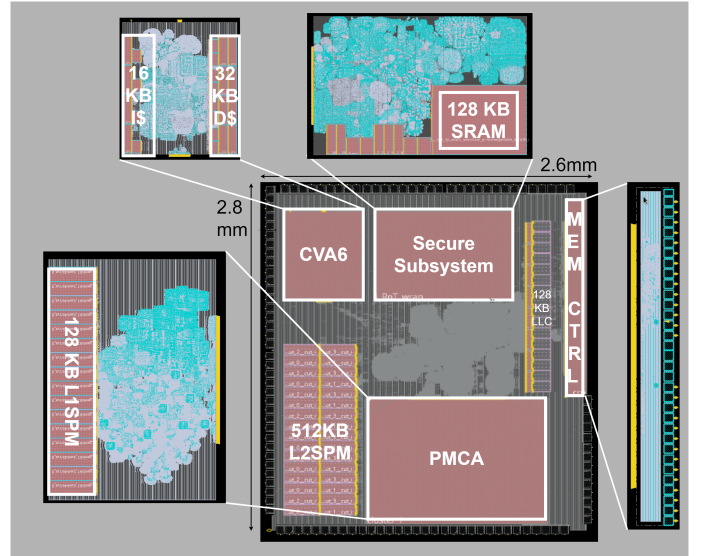 16
KB
I$
32
KB
D$
128 KB
SRAM
2.6mm
2.8
mm
CVA6
Secure
Subsystem
RoT_wrap
128
KB
LLC
MEM CTRL
128 KB L1SPM
512KB
L2SPM
PMCA